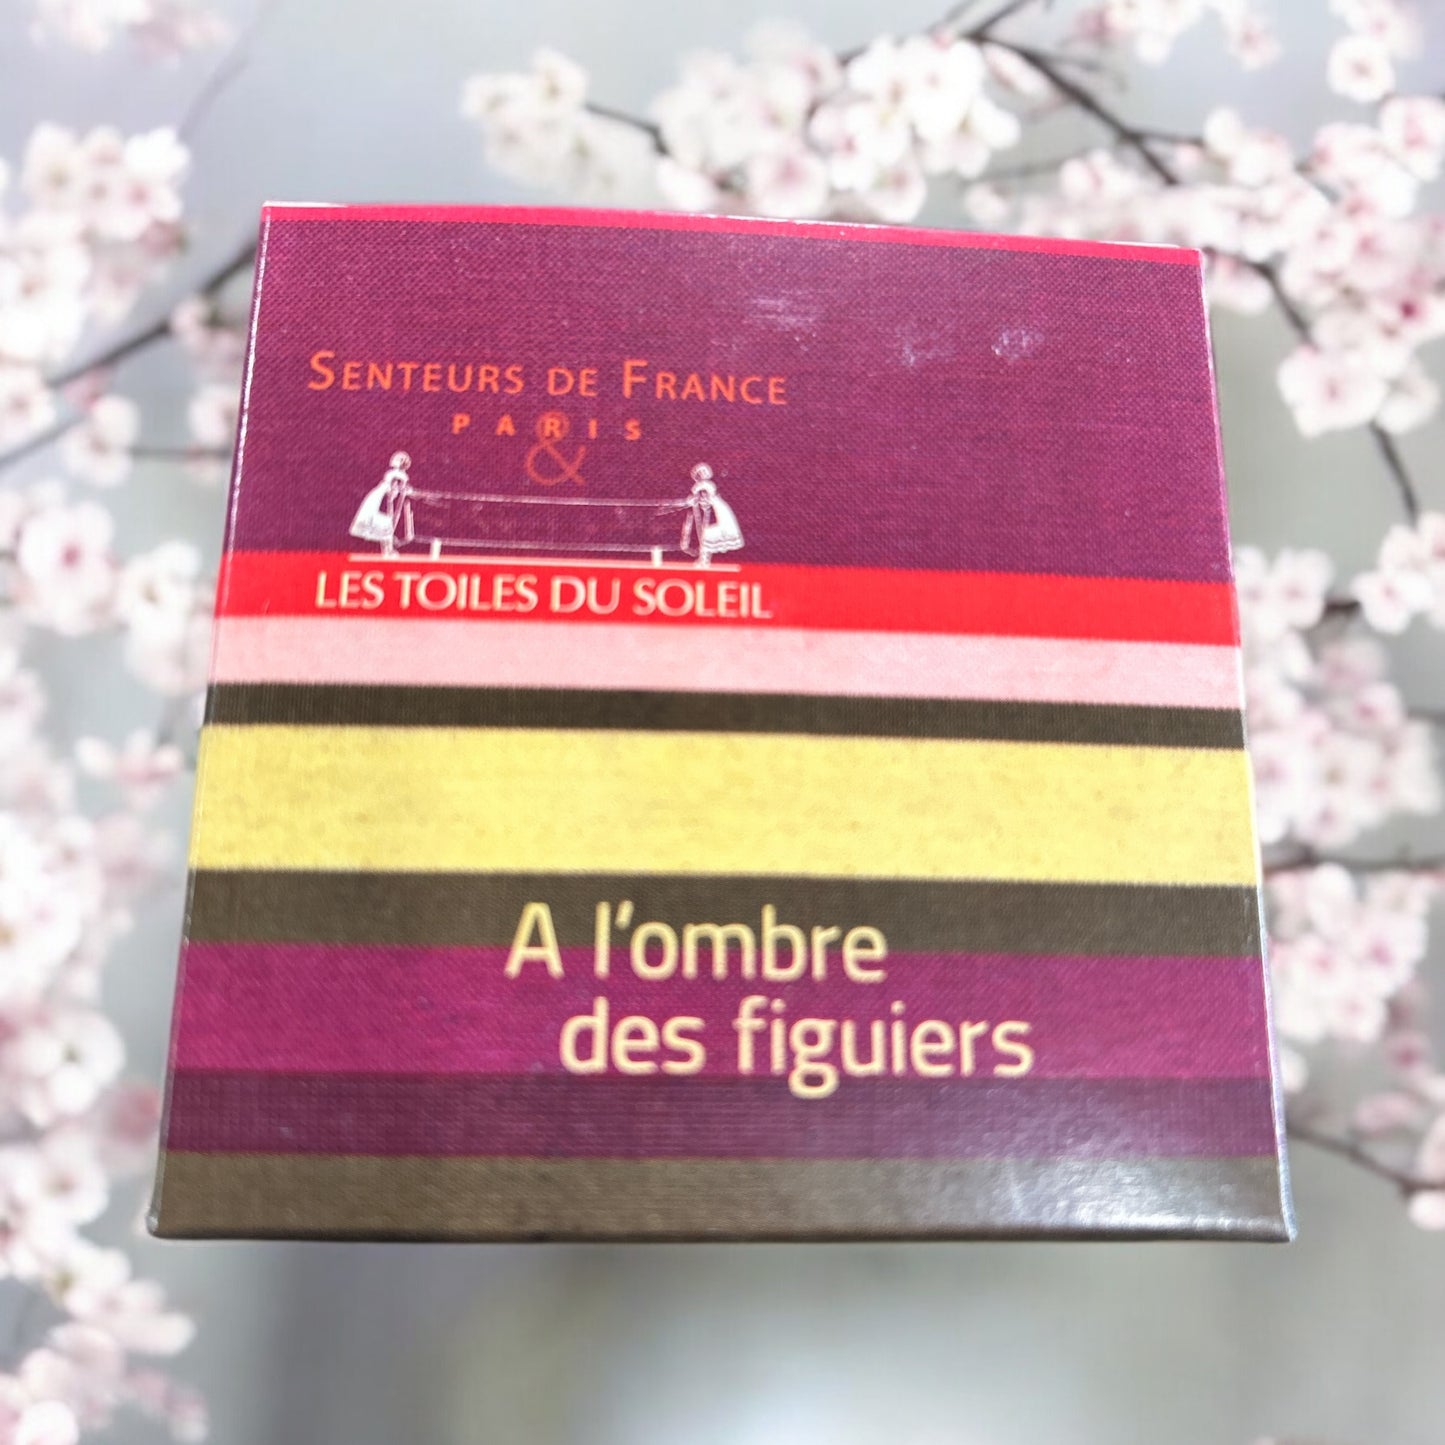 SENTEURS DE FRANCE
PARIS
®
&
LES TOILES DU SOLEIL
A l'ombre
des figuiers